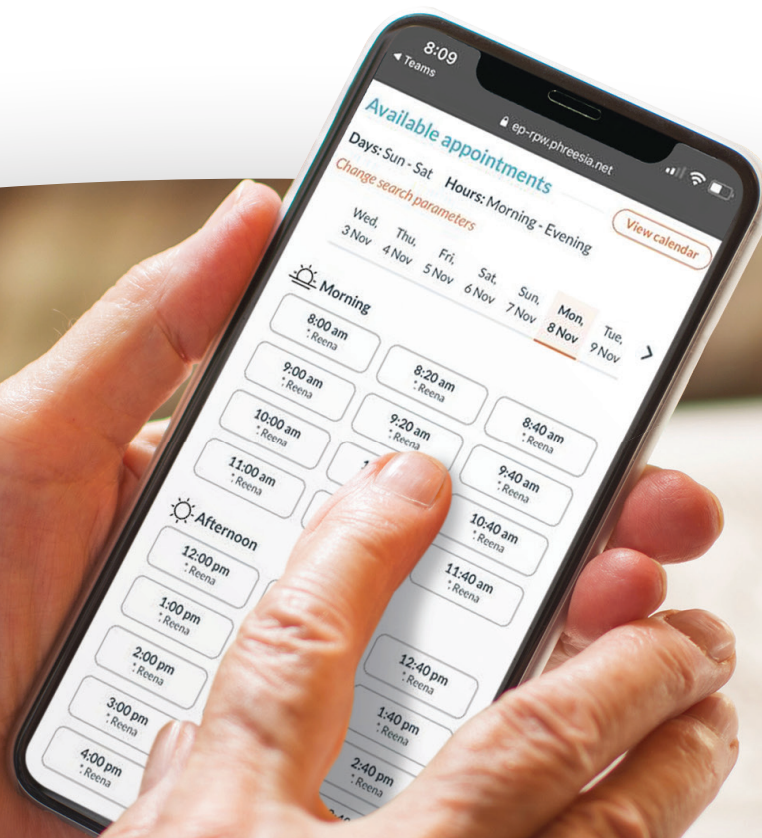 8:09
◀ Teams
ep-rpw.phreesia.net
Available appointments
Days: Sun - Sat Hours: Morning - Evening
Change search parameters
View calendar
Wed, Thu, Fri, Sat, Sun, Mon, Tue,
3 Nov 4 Nov 5 Nov 6 Nov 7 Nov 8 Nov 9 Nov
Morning
8:00 am 8:20 am 8:40 am
: Reena : Reena : Reena
9:00 am 9:20 am 9:40 am
: Reena : Reena : Reena
10:00 am 10:40 am
: Reena : Reena
11:00 am 11:40 am
: Reena : Reena
Afternoon
12:00 pm 12:40 pm
: Reena : Reena
1:00 pm 1:40 pm
: Reena : Reena
2:00 pm 2:40 pm
: Reena : Reena
3:00 pm
: Reena
4:00 pm
: Reena